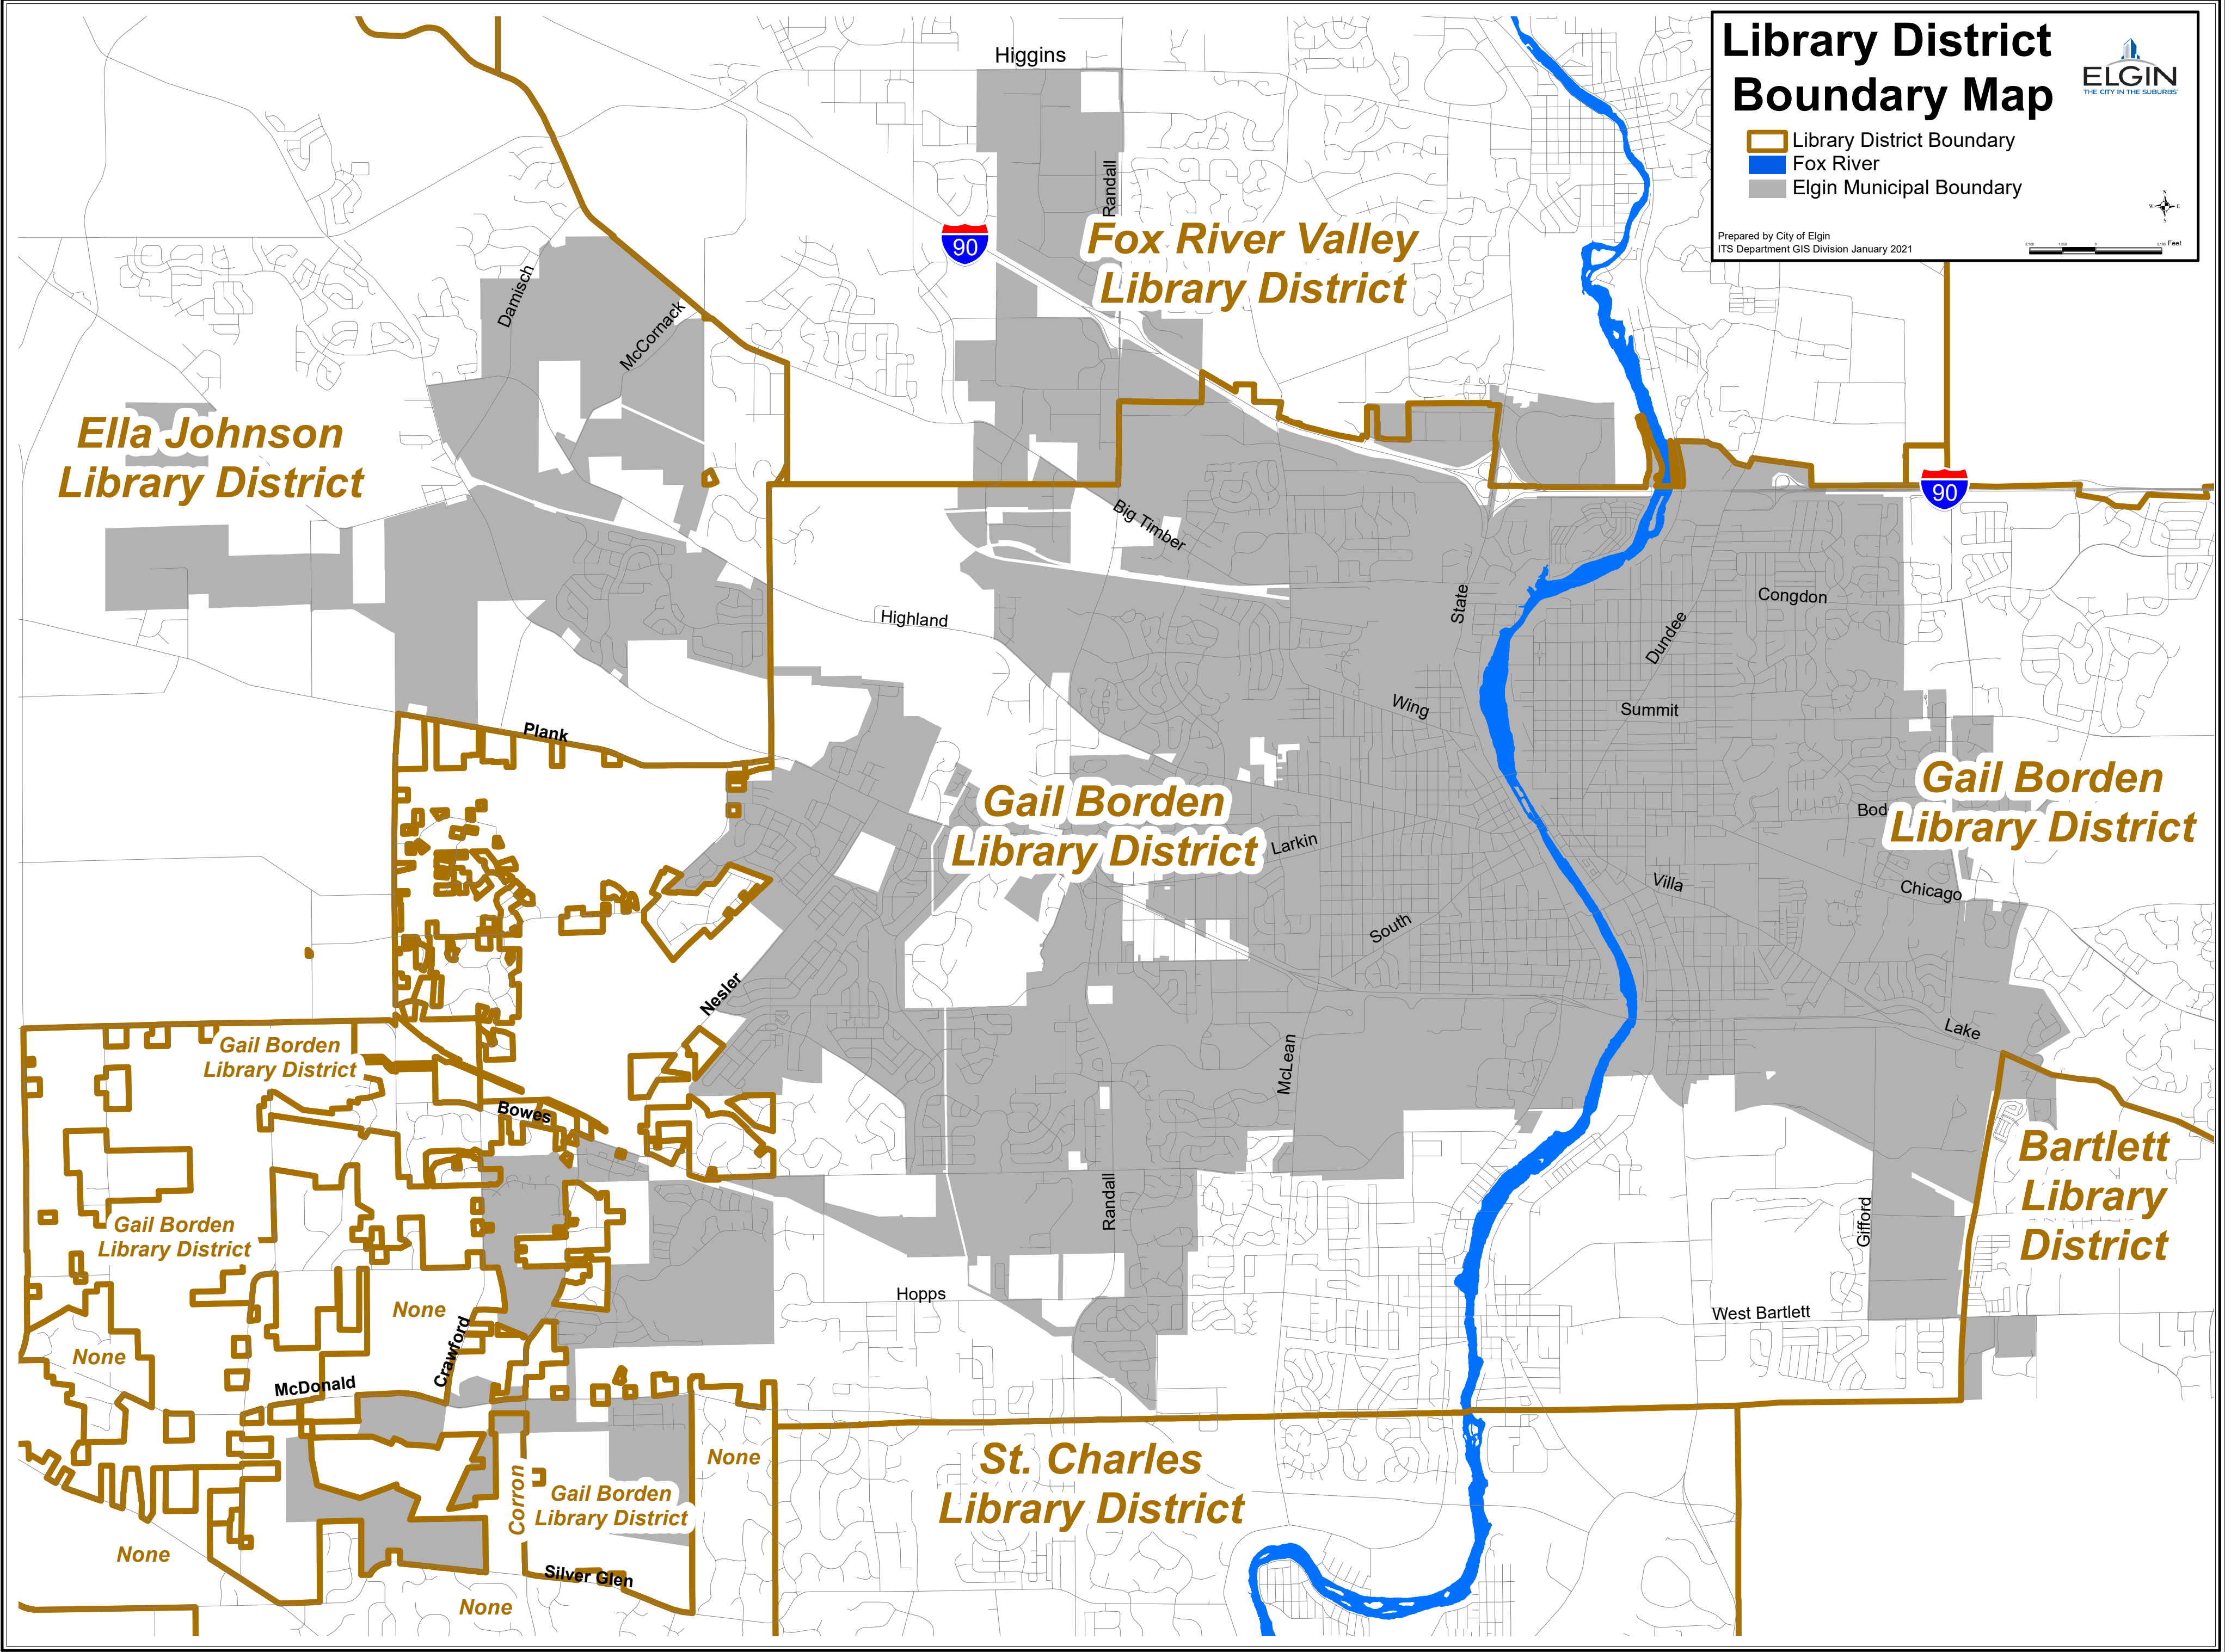 Library District
Boundary Map
ELGIN
THE CITY IN THE SUBURBS
Library District Boundary
Fox River
Elgin Municipal Boundary
N
W
E
S
Prepared by City of Elgin
ITS Department GIS Division January 2021
Feet
Higgins
Randall
90
Fox River Valley
Library District
Damisch
McCornack
Ella Johnson
Library District
90
Big Timber
Highland
State
Congdon
Dundee
Wing
Summit
Plank
Gail Borden
Library District
Gail Borden
Library District
Bod
Larkin
Villa
Chicago
South
Nesler
Lake
McLean
Gail Borden
Library District
Bowes
Bartlett
Library
District
Randall
Gifford
Gail Borden
Library District
Hopps
None
West Bartlett
Crawford
None
McDonald
None
St. Charles
Library District
Corron
Gail Borden
Library District
None
Silver Glen
None